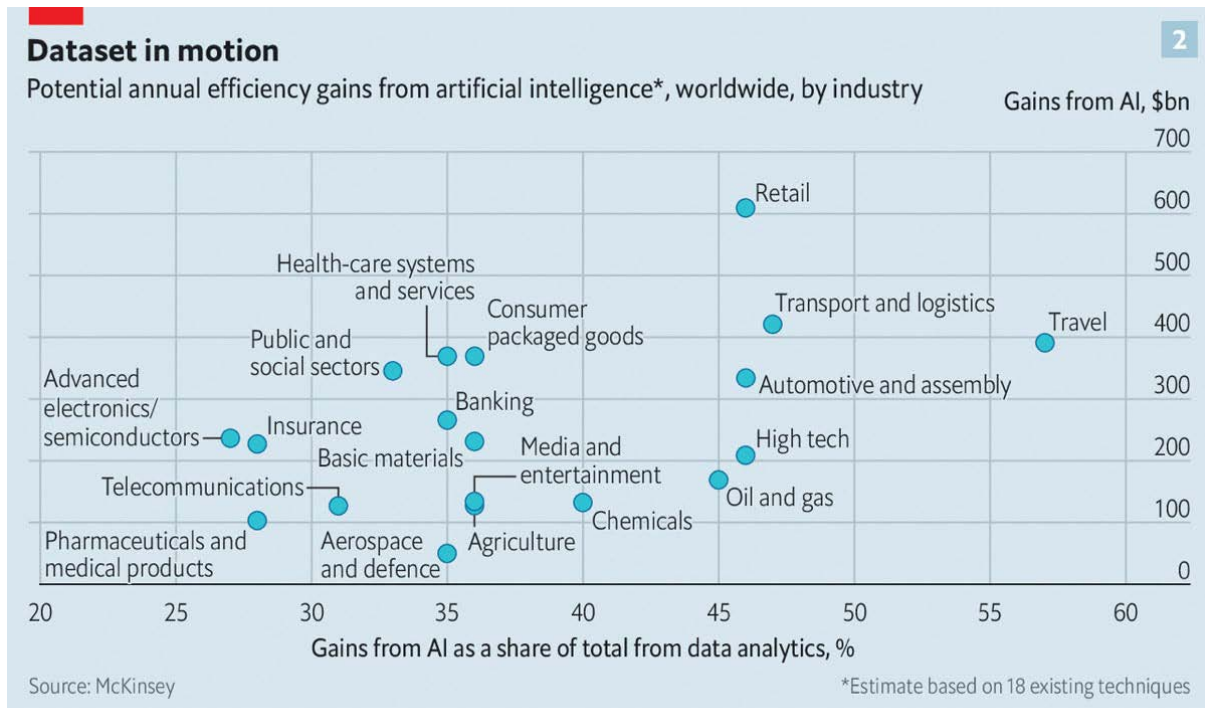 Dataset in motion
2
Potential annual efficiency gains from artificial intelligence*, worldwide, by industry
Gains from AI, $bn
700
600
500
400
300
200
100
0
Retail
Health-care systems
and services
Consumer
packaged goods
Transport and logistics
Travel
Public and
social sectors
Automotive and assembly
Advanced
electronics/
semiconductors
Insurance
Banking
Basic materials
Media and
entertainment
High tech
Telecommunications
Oil and gas
Chemicals
Pharmaceuticals and
medical products
Aerospace
and defence
Agriculture
20
25
30
35
40
45
50
55
60
Gains from AI as a share of total from data analytics, %
Source: McKinsey
*Estimate based on 18 existing techniques